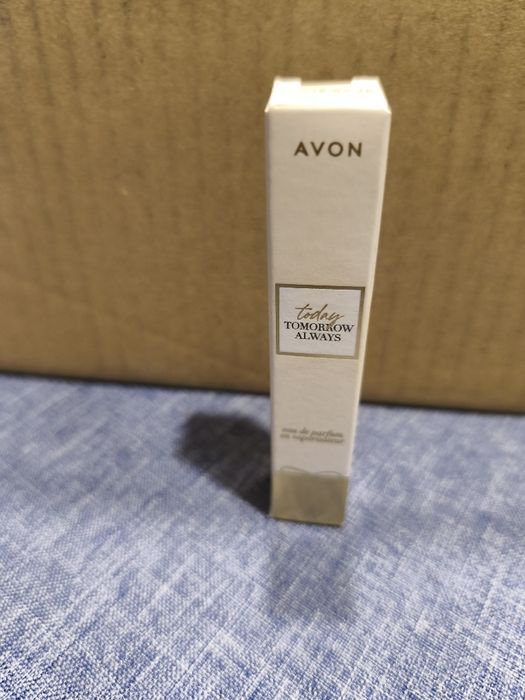 AVON
today
TOMORROW
ALWAYS
eau de parfum
en vaporisateur